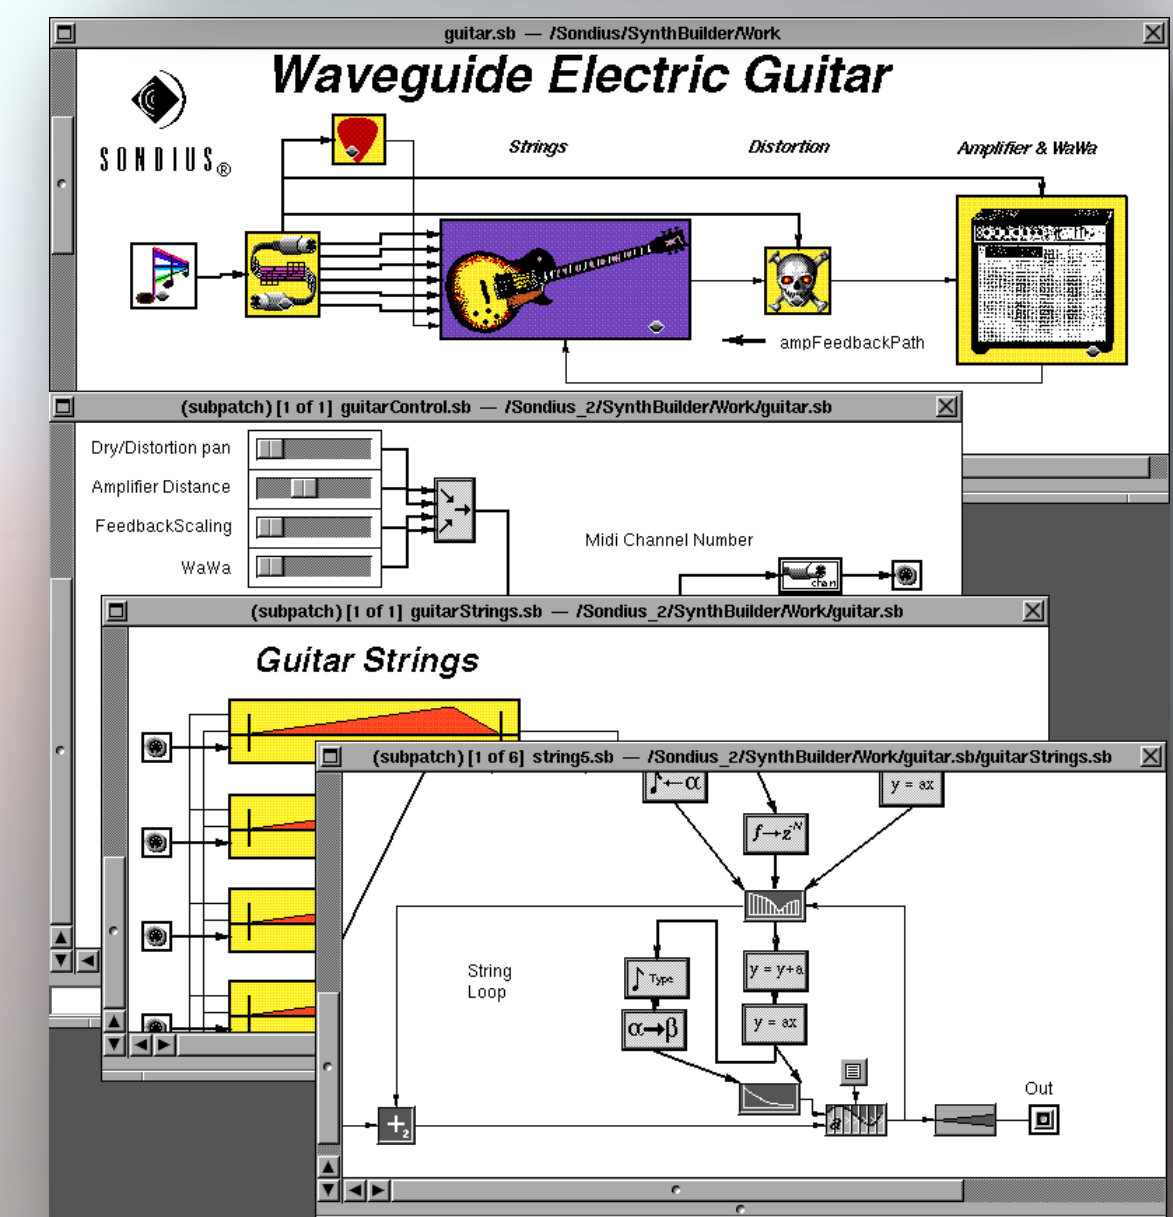 guitar.sb — /Sondius/SynthBuilder/Work
Waveguide Electric Guitar
SONDIUS®
Strings
Distortion
Amplifier & WaWa
ampFeedbackPath
(subpatch) [1 of 1] guitarControl.sb — /Sondius_2/SynthBuilder/Work/guitar.sb
Dry/Distortion pan
Amplifier Distance
FeedbackScaling
WaWa
Midi Channel Number
chan
(subpatch) [1 of 1] guitarStrings.sb — /Sondius_2/SynthBuilder/Work/guitar.sb
Guitar Strings
(subpatch) [1 of 6] string5.sb — /Sondius_2/SynthBuilder/Work/guitar.sb/guitarStrings.sb
♪←α
y = ax
f→z⁻ᴺ
String
Loop
♪ Type
y = y+a
α→β
y = ax
+₂
a
Out